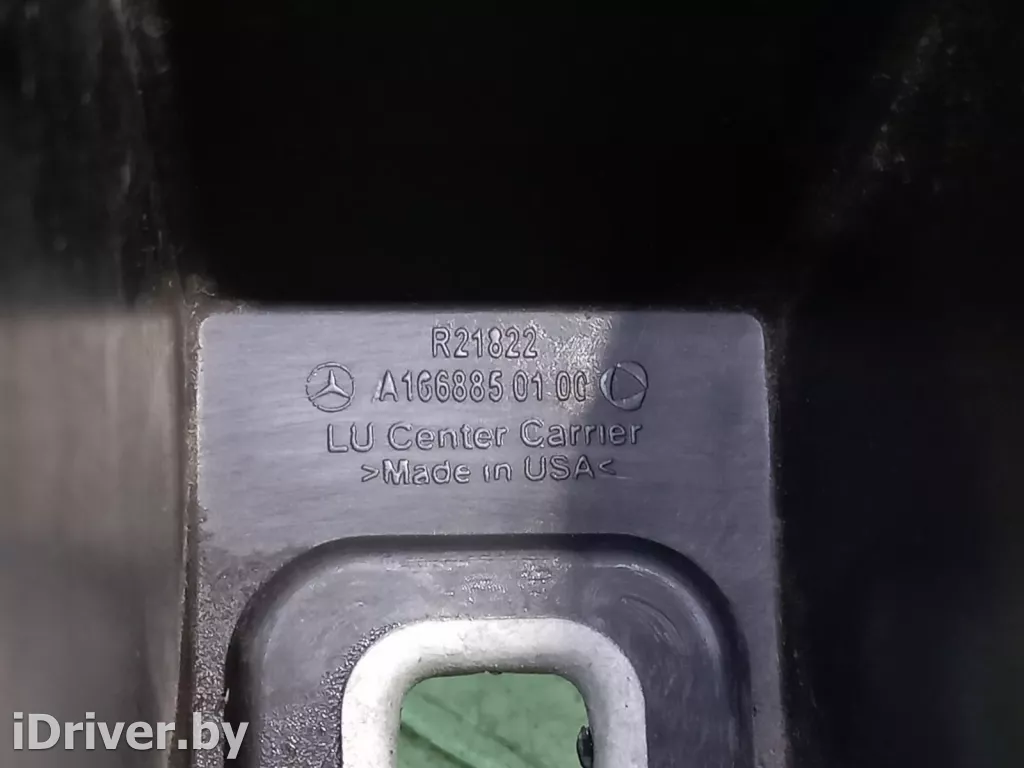 R21822
A166885 01 00
LU Center Carrier
>Made in USA<
iDriver.by